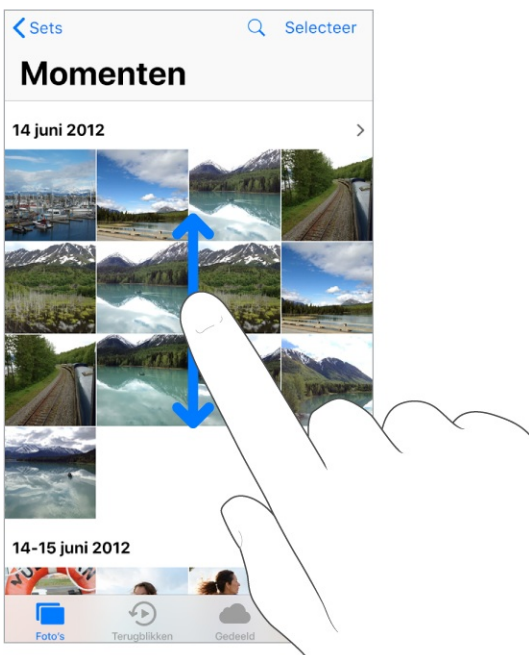 Sets Selecteer
Momenten
14 juni 2012
14-15 juni 2012
Foto's Terugblikken Gedeeld